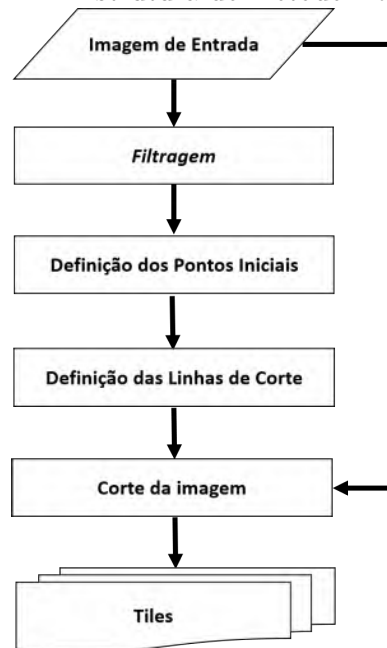 Imagem de Entrada
Filtragem
Definição dos Pontos Iniciais
Definição das Linhas de Corte
Corte da imagem
Tiles